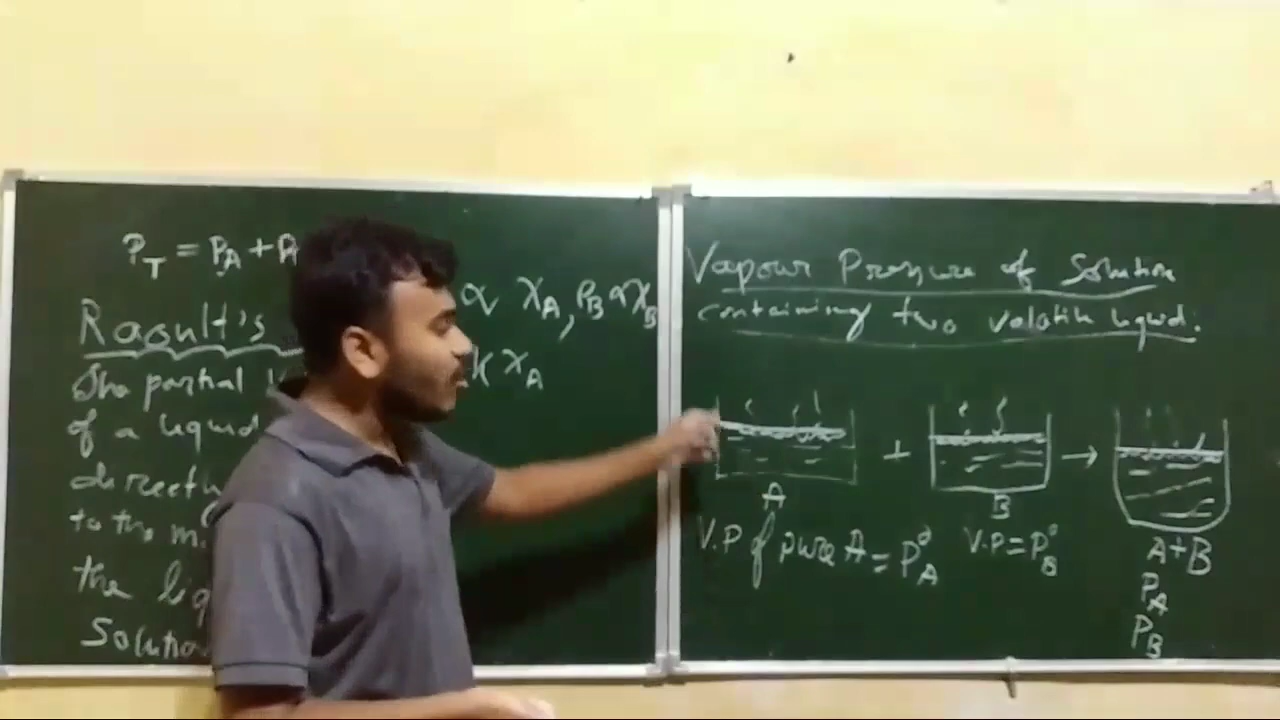 P_T = P_A + P
α X_A, P_B α X_B
Raoult's
K X_A
The partial
of a liquid
directly
to the m
the liq
Solution
Vapour Pressure of Solution
containing two volatile liquid.
+ →
A B A+B
V.P of pure A = P°_A V.P = P°_B
P_A
P_B